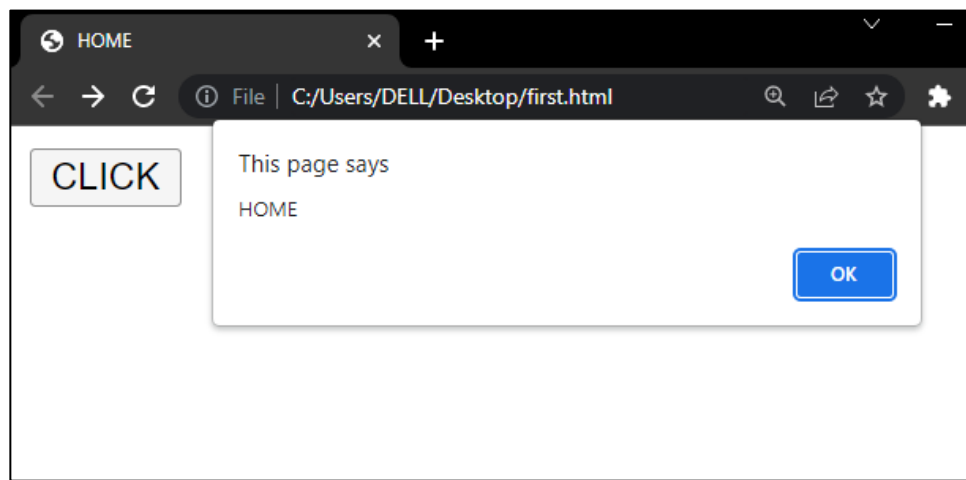 HOME
File | C:/Users/DELL/Desktop/first.html
CLICK
This page says
HOME
OK